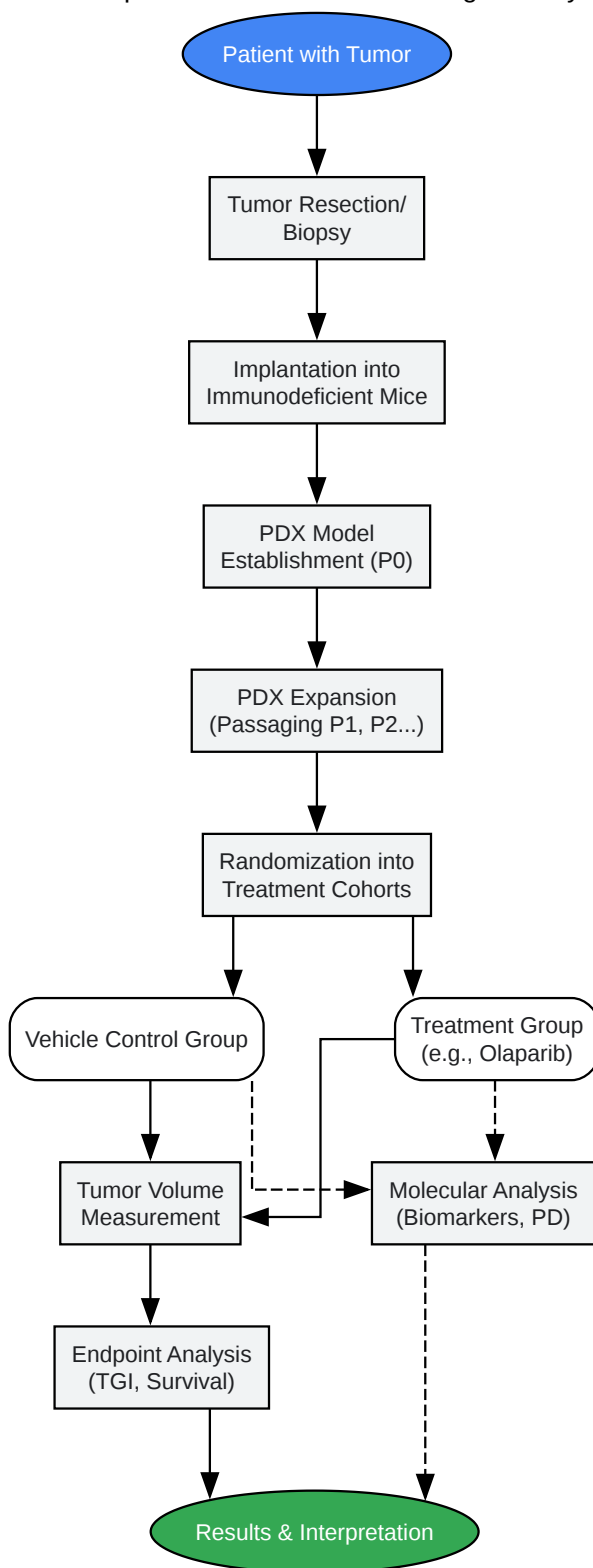 Patient with Tumor
Tumor Resection/
Biopsy
Implantation into
Immunodeficient Mice
PDX Model
Establishment (P0)
PDX Expansion
(Passaging P1, P2...)
Randomization into
Treatment Cohorts
Vehicle Control Group
Treatment Group
(e.g., Olaparib)
Tumor Volume
Measurement
Molecular Analysis
(Biomarkers, PD)
Endpoint Analysis
(TGI, Survival)
Results & Interpretation